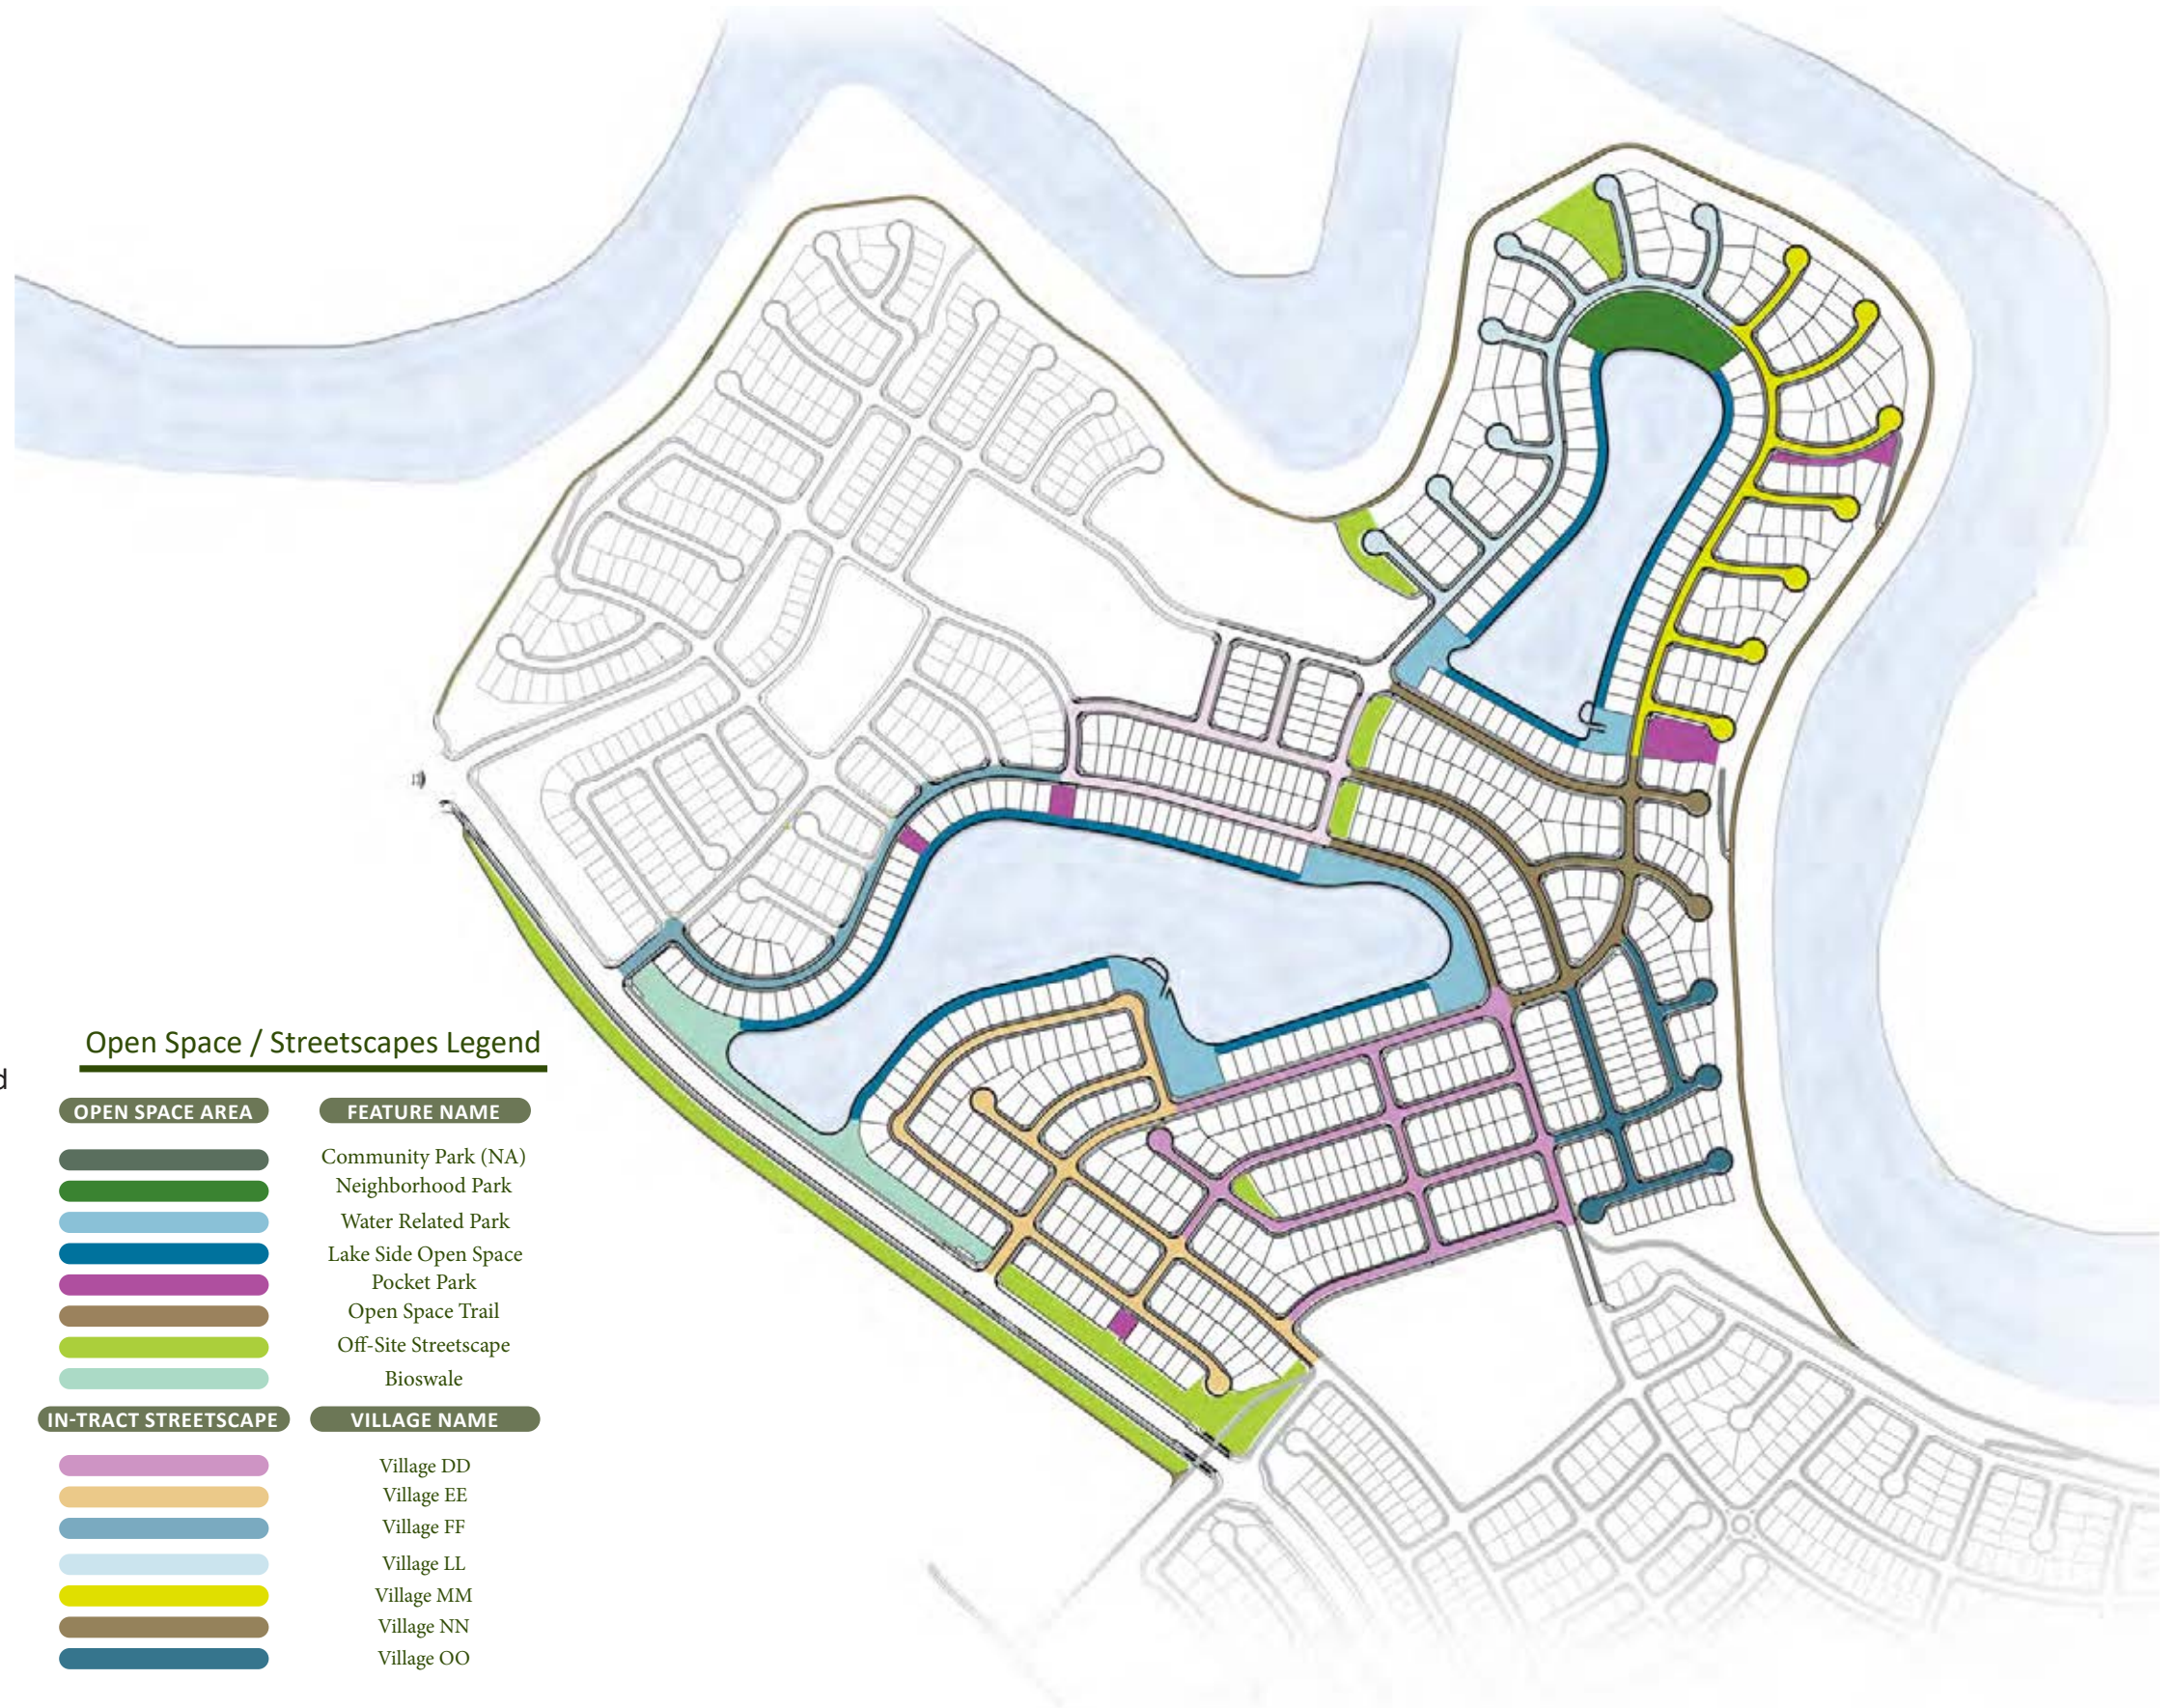 Open Space / Streetscapes Legend
d
OPEN SPACE AREA FEATURE NAME
Community Park (NA)
Neighborhood Park
Water Related Park
Lake Side Open Space
Pocket Park
Open Space Trail
Off-Site Streetscape
Bioswale
IN-TRACT STREETSCAPE VILLAGE NAME
Village DD
Village EE
Village FF
Village LL
Village MM
Village NN
Village OO